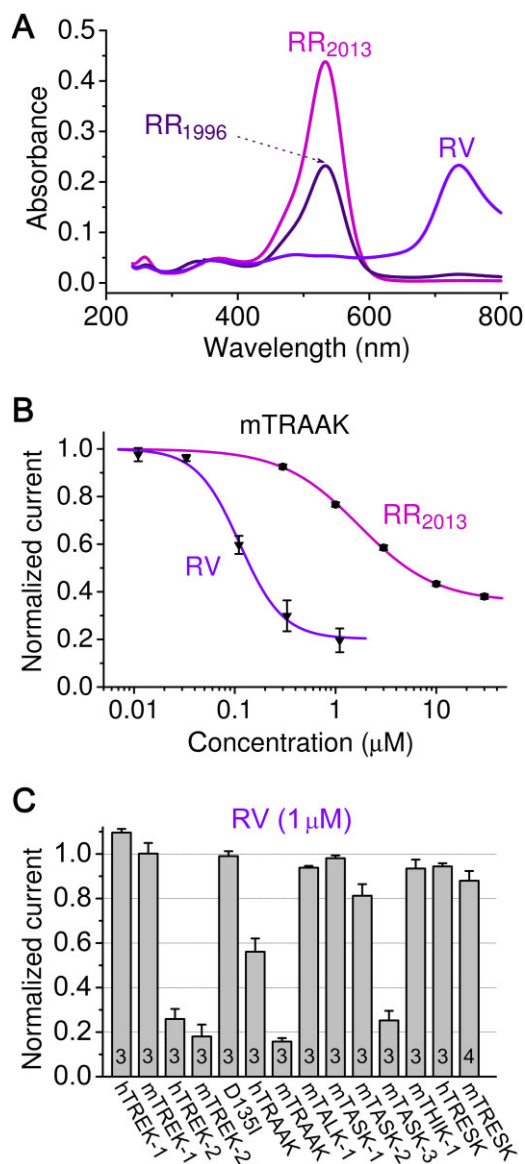 A
0.5
0.4
0.3
0.2
0.1
0.0
Absorbance
RR2013
RR1996
RV
200
400
600
800
Wavelength (nm)
B
mTRAAK
1.0
0.8
0.6
0.4
0.2
0.0
Normalized current
RV
RR2013
0.01
0.1
1
10
Concentration (μM)
C
RV (1 μM)
1.0
0.8
0.6
0.4
0.2
0.0
Normalized current
3 3 3 3 3 3 3 3 3 3 3 3 3 4
hTREK-1
mTREK-1
hTREK-2
mTREK-2
D135I
hTRAAK
mTRAAK
mTALK-1
mTASK-1
mTASK-2
mTASK-3
mTHIK-1
hTRESK
mTRESK